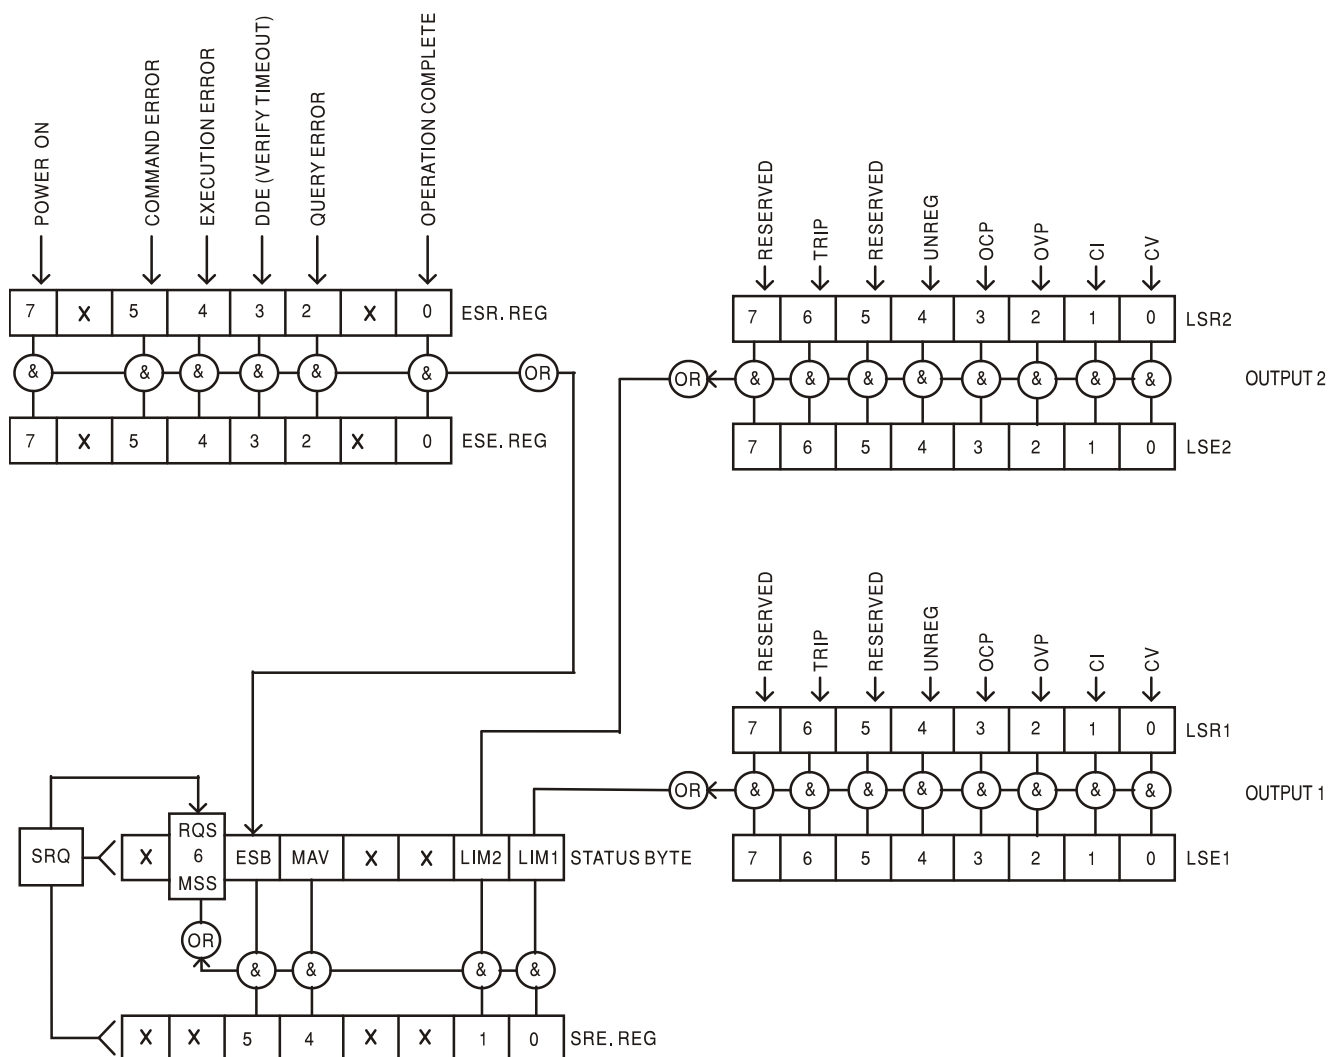 POWER ON
COMMAND ERROR
EXECUTION ERROR
DDE (VERIFY TIMEOUT)
QUERY ERROR
OPERATION COMPLETE
7 X 5 4 3 2 X 0 ESR. REG
& & & & & & OR
7 X 5 4 3 2 X 0 ESE. REG
RESERVED
TRIP
RESERVED
UNREG
OCP
OVP
CI
CV
7 6 5 4 3 2 1 0 LSR2
OR & & & & & & & & OUTPUT 2
7 6 5 4 3 2 1 0 LSE2
RESERVED
TRIP
RESERVED
UNREG
OCP
OVP
CI
CV
7 6 5 4 3 2 1 0 LSR1
OR & & & & & & & & OUTPUT 1
7 6 5 4 3 2 1 0 LSE1
SRQ
X
RQS
6
MSS
ESB MAV X X LIM2 LIM1 STATUS BYTE
OR
& & & &
X X 5 4 X X 1 0 SRE. REG